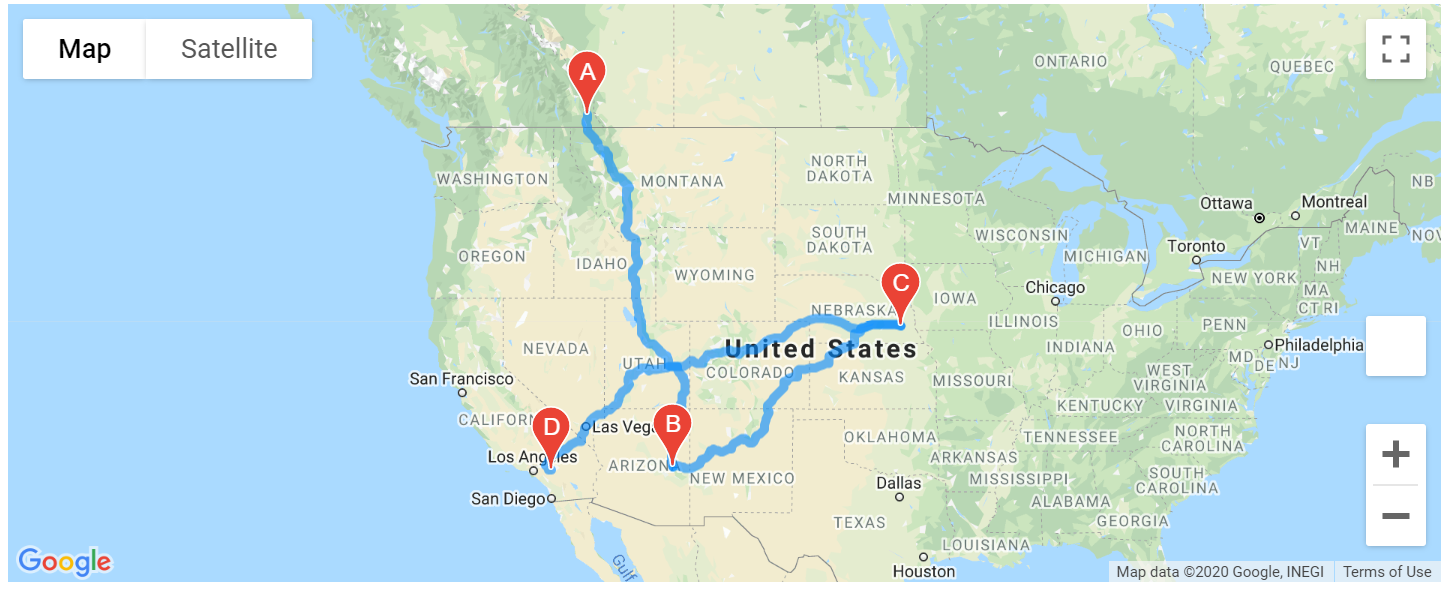 Map Satellite
A
ONTARIO
QUEBEC
WASHINGTON
MONTANA
NORTH
DAKOTA
MINNESOTA
NB
Ottawa
Montreal
MAINE
NOV
OREGON
IDAHO
WYOMING
SOUTH
DAKOTA
WISCONSIN
MICHIGAN
Toronto
VT
NH
NEW YORK
MA
CT RI
C
NEBRASKA
IOWA
Chicago
ILLINOIS
INDIANA
OHIO
PENN
Philadelphia
MD
DE
NJ
NEVADA
UTAH
United States
COLORADO
KANSAS
MISSOURI
WEST
VIRGINIA
KENTUCKY
VIRGINIA
San Francisco
CALIFORN
D
Las Vega
B
Los Angeles
ARIZONA
NEW MEXICO
OKLAHOMA
ARKANSAS
TENNESSEE
NORTH
CAROLINA
San Diego
Dallas
MISSISSIPPI
ALABAMA
SOUTH
CAROLINA
GEORGIA
TEXAS
LOUISIANA
Houston
Gulf
Google
Map data ©2020 Google, INEGI Terms of Use